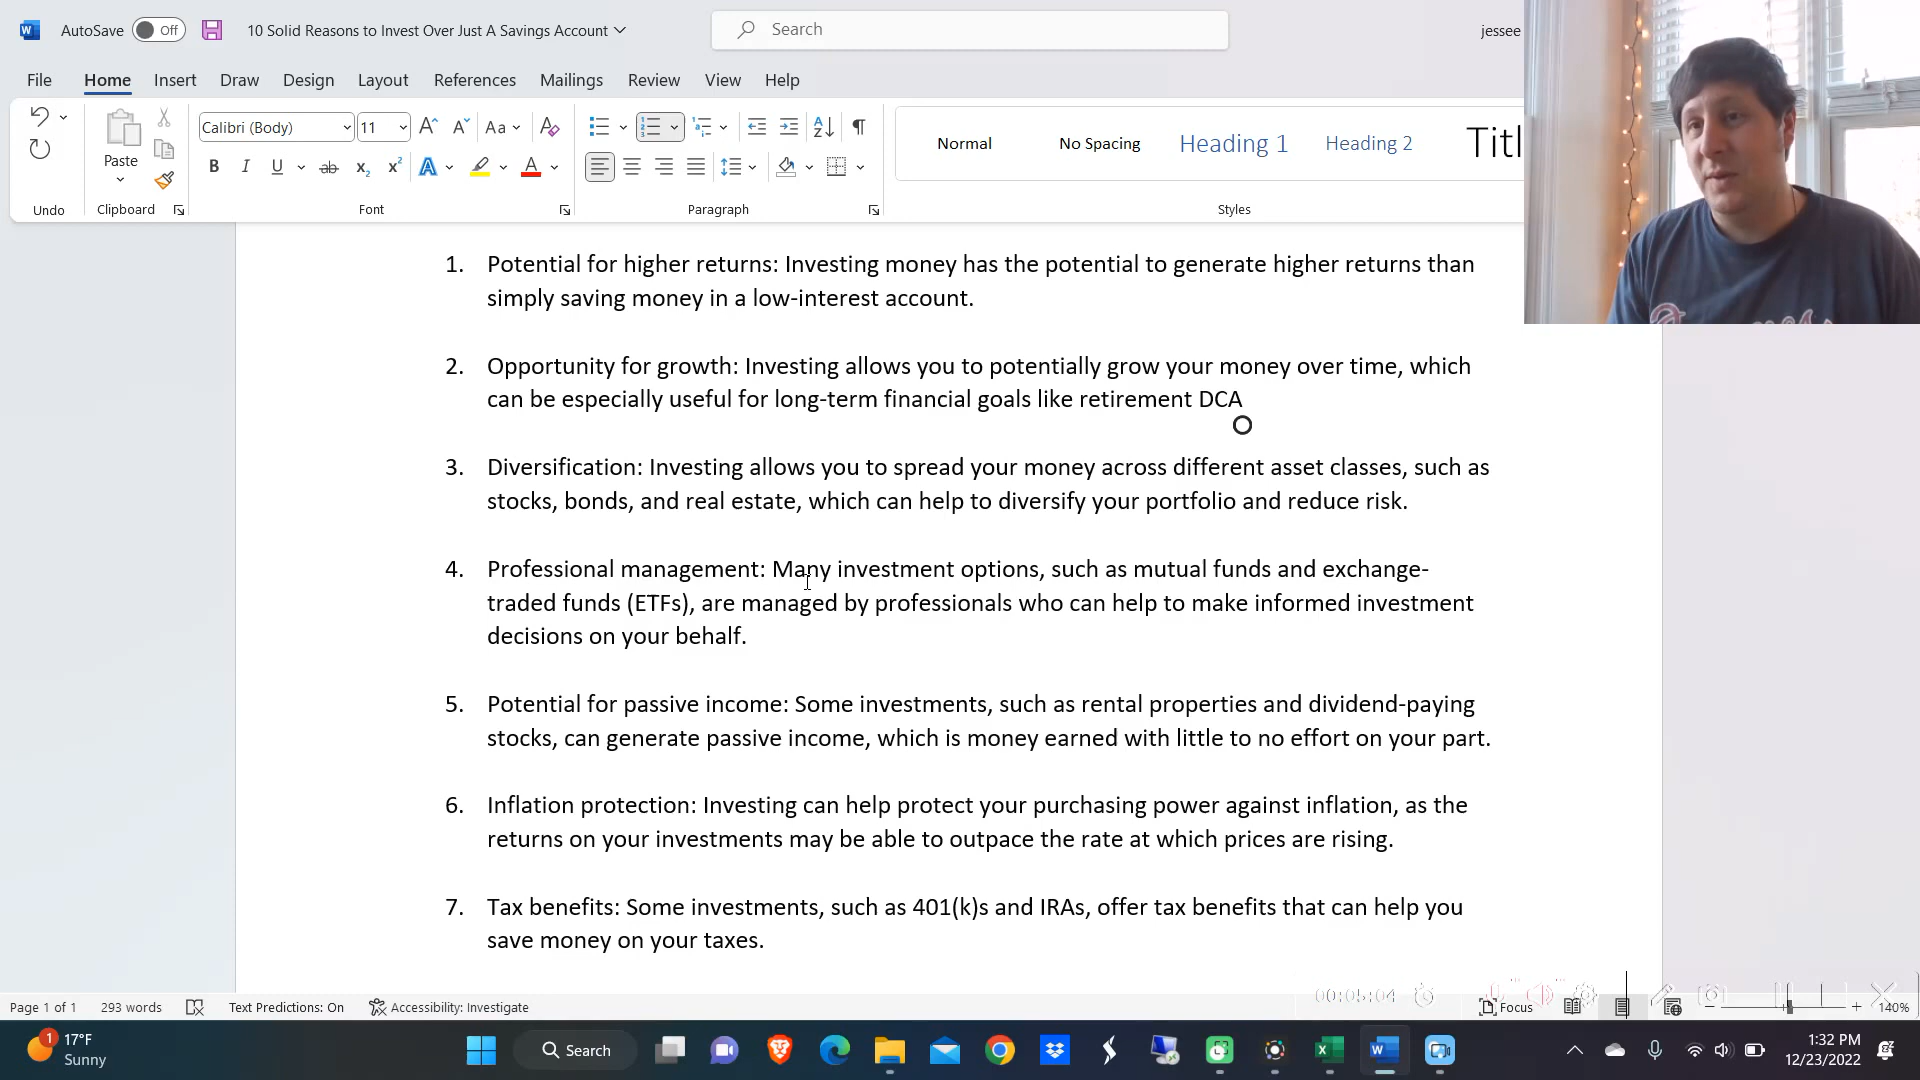 AutoSave Off 10 Solid Reasons to Invest Over Just A Savings Account Search jessee
File Home Insert Draw Design Layout References Mailings Review View Help
Calibri (Body) 11 Aa
Paste
B I U ab x₂ x² A A
Normal No Spacing Heading 1 Heading 2 Titl
Undo Clipboard Font Paragraph Styles
1. Potential for higher returns: Investing money has the potential to generate higher returns than
simply saving money in a low-interest account.
2. Opportunity for growth: Investing allows you to potentially grow your money over time, which
can be especially useful for long-term financial goals like retirement DCA
3. Diversification: Investing allows you to spread your money across different asset classes, such as
stocks, bonds, and real estate, which can help to diversify your portfolio and reduce risk.
4. Professional management: Many investment options, such as mutual funds and exchange-
traded funds (ETFs), are managed by professionals who can help to make informed investment
decisions on your behalf.
5. Potential for passive income: Some investments, such as rental properties and dividend-paying
stocks, can generate passive income, which is money earned with little to no effort on your part.
6. Inflation protection: Investing can help protect your purchasing power against inflation, as the
returns on your investments may be able to outpace the rate at which prices are rising.
7. Tax benefits: Some investments, such as 401(k)s and IRAs, offer tax benefits that can help you
save money on your taxes.
Page 1 of 1 293 words Text Predictions: On Accessibility: Investigate 00:05:04 Focus 140%
17°F
Sunny
Search
1:32 PM
12/23/2022